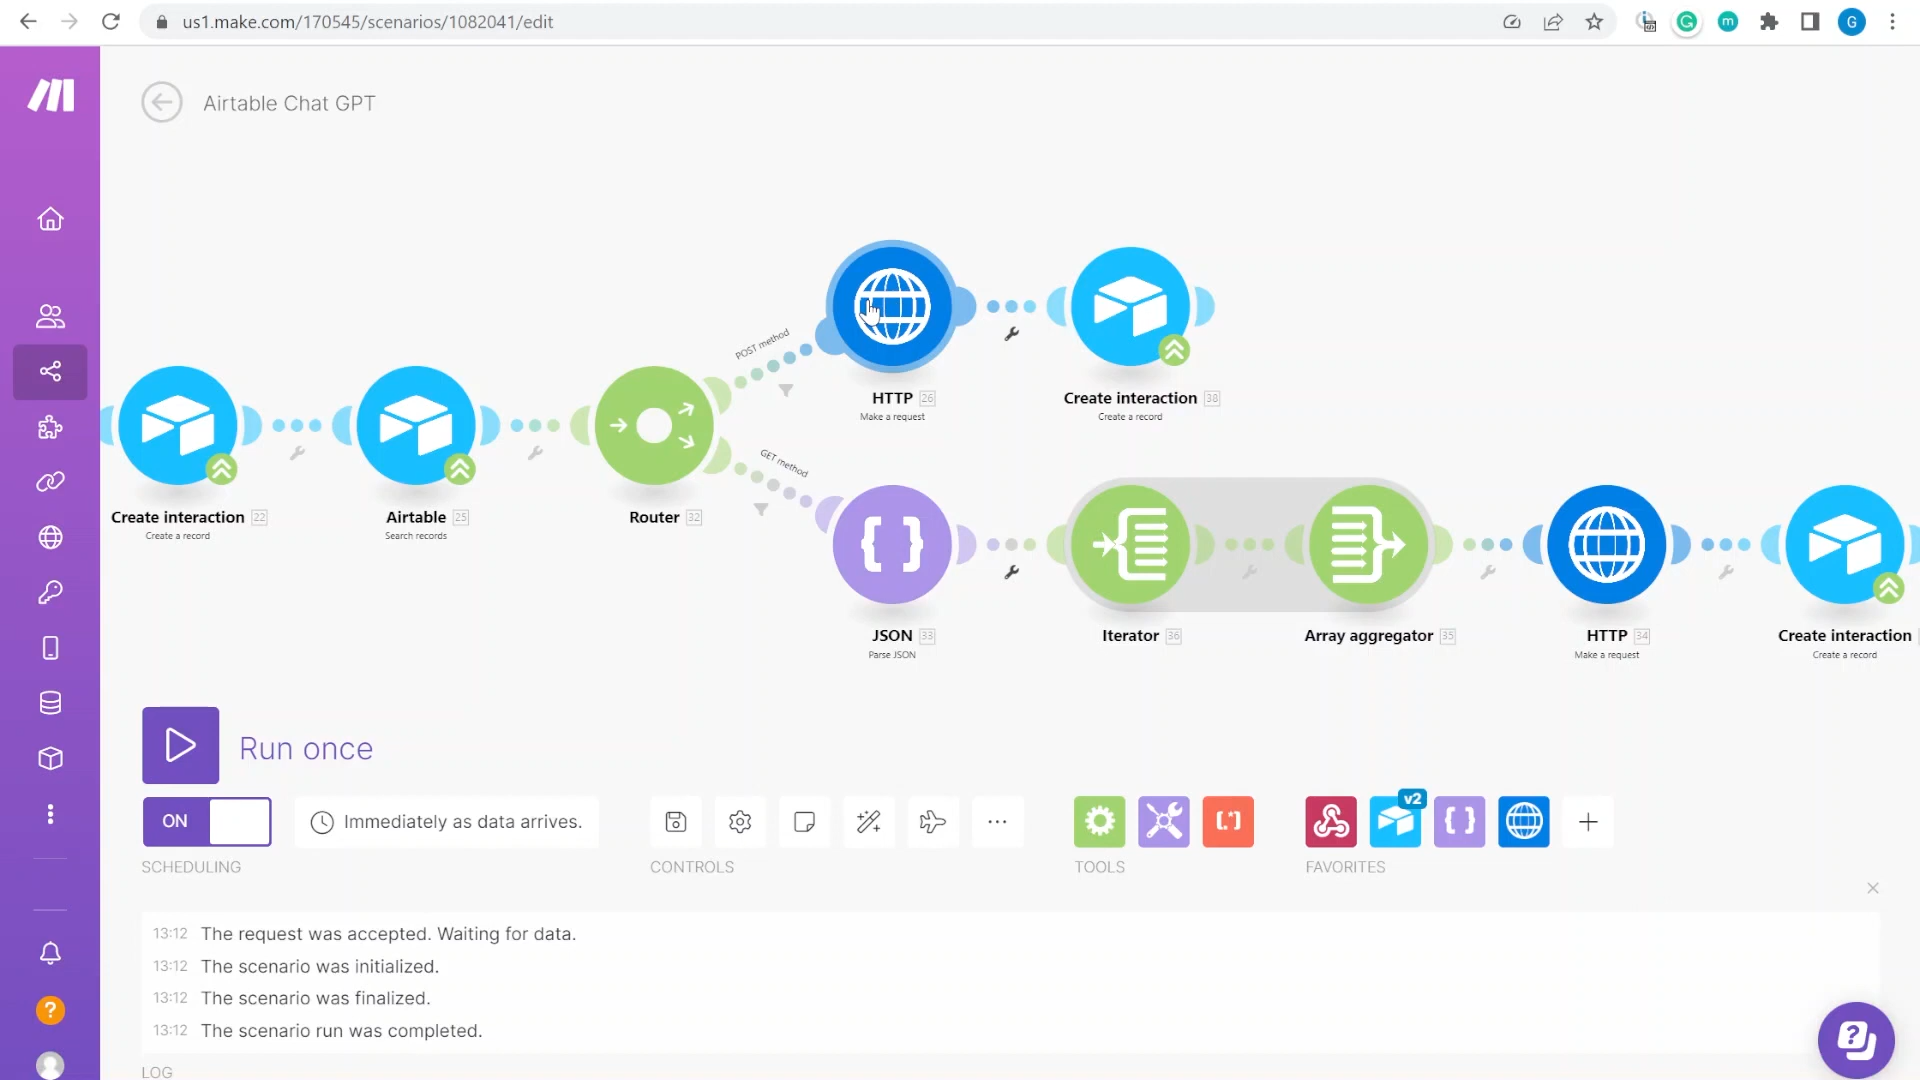 us1.make.com/170545/scenarios/1082041/edit
G
m
G
Airtable Chat GPT
POST method
HTTP 26
Make a request
Create interaction 38
Create a record
GET method
Create interaction 22
Create a record
Airtable 25
Search records
Router 32
JSON 33
Parse JSON
Iterator 36
Array aggregator 35
HTTP 34
Make a request
Create interaction
Create a record
Run once
ON
Immediately as data arrives.
v2
SCHEDULING
CONTROLS
TOOLS
FAVORITES
13:12 The request was accepted. Waiting for data.
13:12 The scenario was initialized.
13:12 The scenario was finalized.
13:12 The scenario run was completed.
LOG